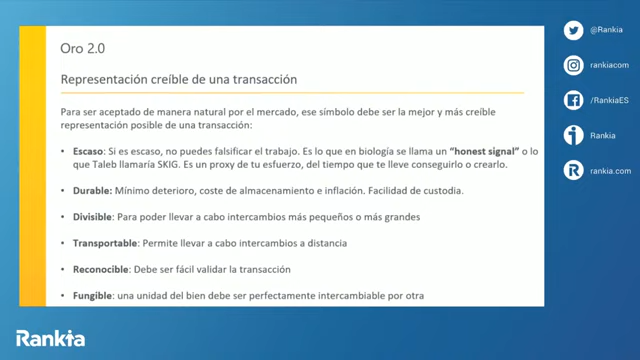 Oro 2.0
Representación creíble de una transacción
Para ser aceptado de manera natural por el mercado, ese símbolo debe ser la mejor y más creíble
representación posible de una transacción:
• Escaso: Si es escaso, no puedes falsificar el trabajo. Es lo que en biología se llama un “honest signal” o lo
que Taleb llamaría SKIG. Es un proxy de tu esfuerzo, del tiempo que te lleve conseguirlo o crearlo.
• Durable: Mínimo deterioro, coste de almacenamiento e inflación. Facilidad de custodia.
• Divisible: Para poder llevar a cabo intercambios más pequeños o más grandes
• Transportable: Permite llevar a cabo intercambios a distancia
• Reconocible: Debe ser fácil validar la transacción
• Fungible: una unidad del bien debe ser perfectamente intercambiable por otra
@Rankia
rankiacom
/RankiaES
Rankia
rankia.com
Rankia